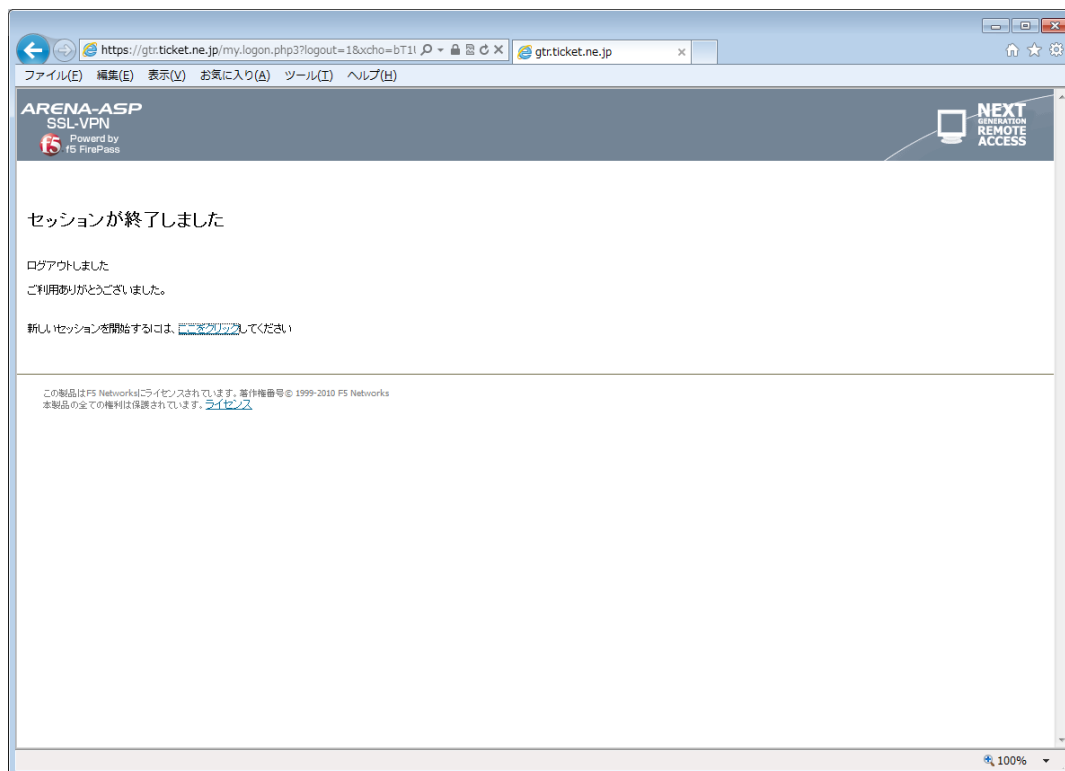 https://gtr.ticket.ne.jp/my.logon.php3?logout=1&xcho=bT1
gtr.ticket.ne.jp
ファイル(F) 編集(E) 表示(V) お気に入り(A) ツール(T) ヘルプ(H)
ARENA-ASP
SSL-VPN
Powerd by
f5 FirePass
NEXT
GENERATION
REMOTE
ACCESS
セッションが終了しました
ログアウトしました
ご利用ありがとうございました。
新しいセッションを開始するには、ここをクリックしてください
この製品はF5 Networksにライセンスされています。著作権番号© 1999-2010 F5 Networks
本製品の全ての権利は保護されています。ライセンス
100%